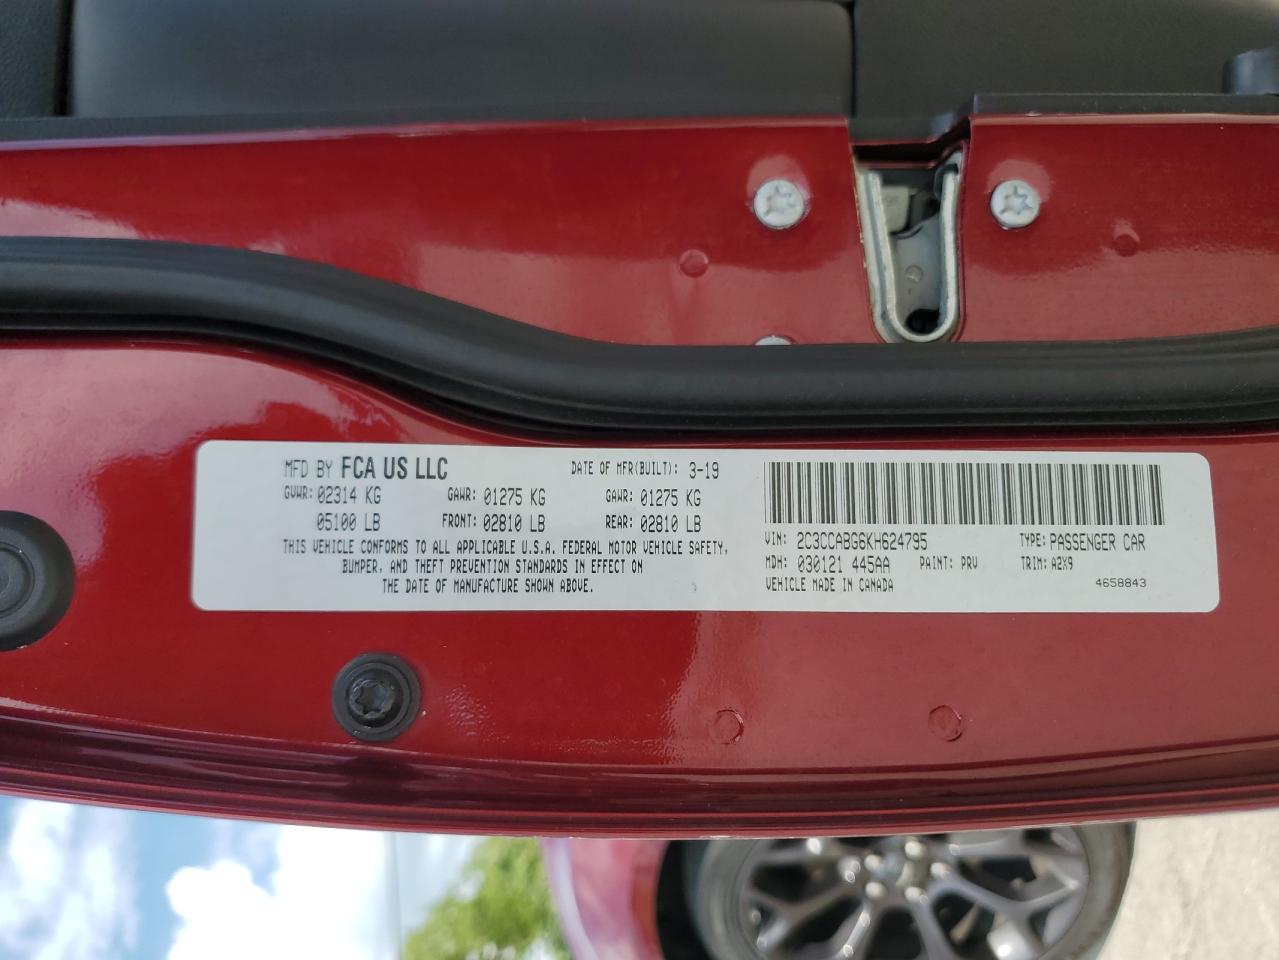 MFD BY FCA US LLC DATE OF MFR(BUILT): 3-19
GVWR: 02314 KG GAWR: 01275 KG GAWR: 01275 KG
05100 LB FRONT: 02810 LB REAR: 02810 LB
THIS VEHICLE CONFORMS TO ALL APPLICABLE U.S.A. FEDERAL MOTOR VEHICLE SAFETY,
BUMPER, AND THEFT PREVENTION STANDARDS IN EFFECT ON
THE DATE OF MANUFACTURE SHOWN ABOVE.
VIN: 2C3CCABG6KH624795 TYPE: PASSENGER CAR
MDH: 030121 445AA PAINT: PRV TRIM: A2X9
VEHICLE MADE IN CANADA 4658843